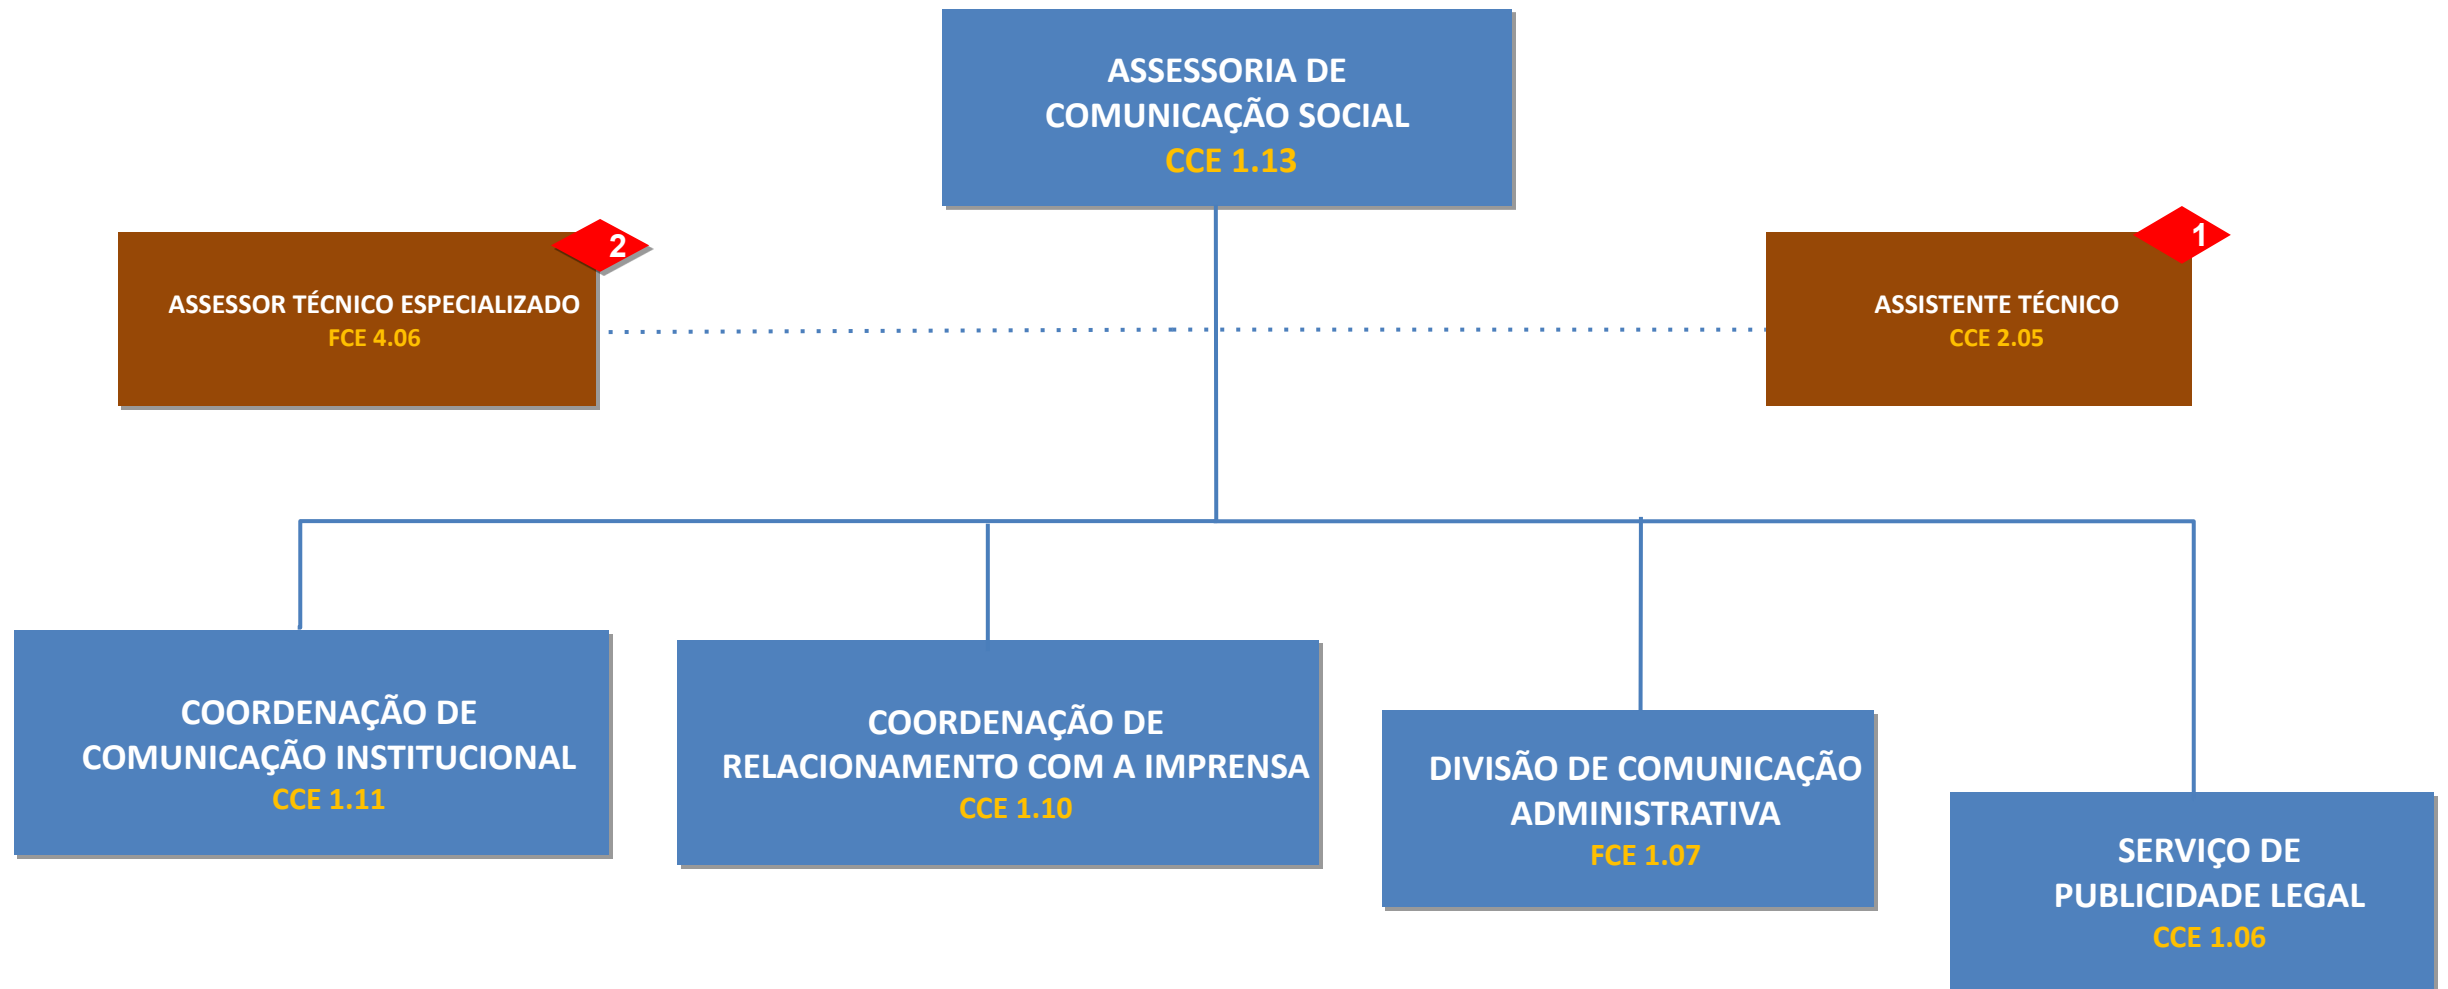 ASSESSORIA DE
COMUNICAÇÃO SOCIAL
CCE 1.13
2
ASSESSOR TÉCNICO ESPECIALIZADO
FCE 4.06
1
ASSISTENTE TÉCNICO
CCE 2.05
COORDENAÇÃO DE
COMUNICAÇÃO INSTITUCIONAL
CCE 1.11
COORDENAÇÃO DE
RELACIONAMENTO COM A IMPRENSA
CCE 1.10
DIVISÃO DE COMUNICAÇÃO
ADMINISTRATIVA
FCE 1.07
SERVIÇO DE
PUBLICIDADE LEGAL
CCE 1.06